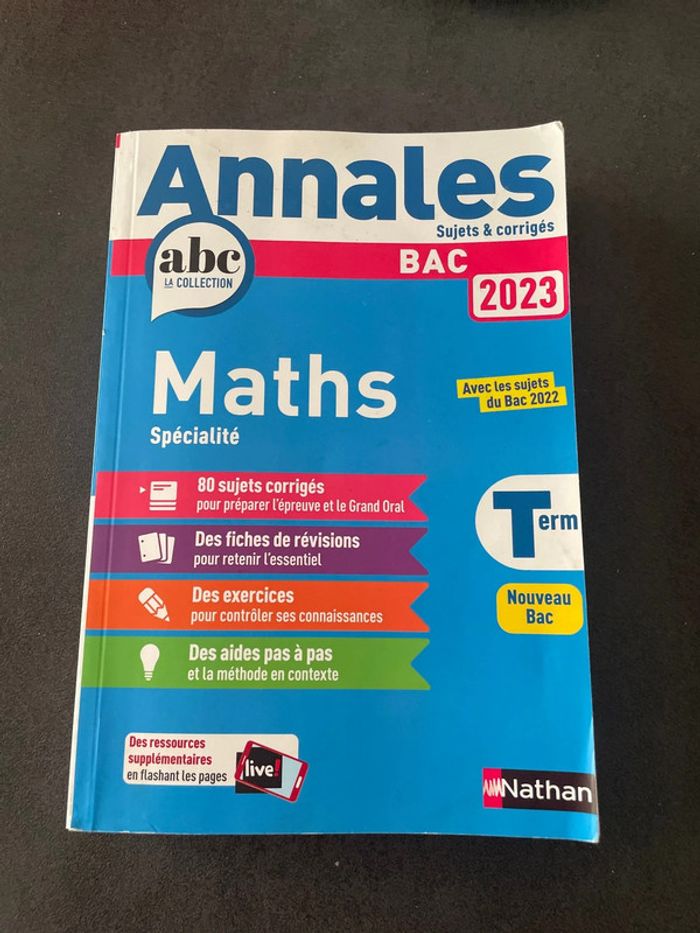 Annales
Sujets & corrigés
abc
LA COLLECTION
BAC
2023
Maths
Spécialité
Avec les sujets
du Bac 2022
80 sujets corrigés
pour préparer l'épreuve et le Grand Oral
Des fiches de révisions
pour retenir l'essentiel
Term
Des exercices
pour contrôler ses connaissances
Nouveau
Bac
Des aides pas à pas
et la méthode en contexte
Des ressources
supplémentaires
en flashant les pages
live!
Nathan